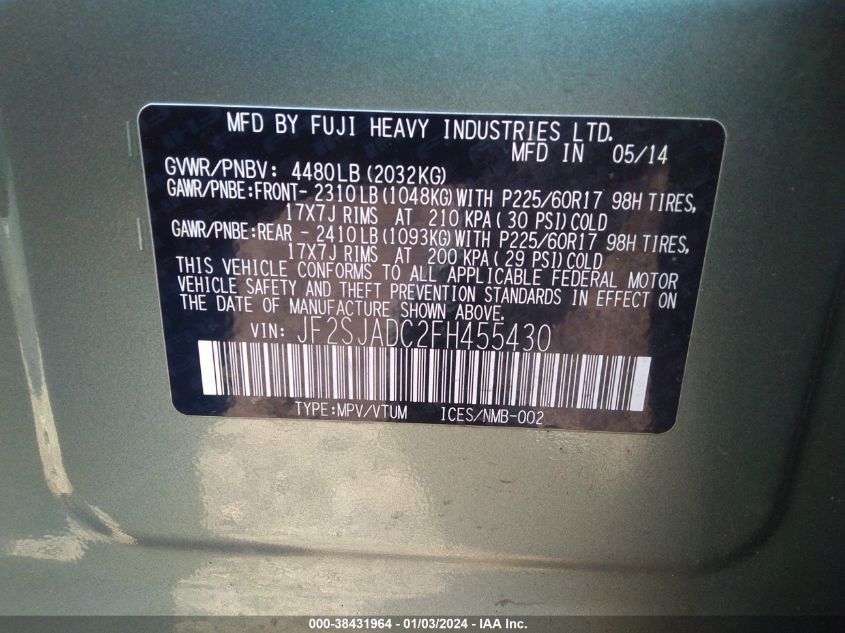 MFD BY FUJI HEAVY INDUSTRIES LTD.
MFD IN 05/14
GVWR/PNBV: 4480LB (2032KG)
GAWR/PNBE:FRONT- 2310LB (1048KG) WITH P225/60R17 98H TIRES,
17X7J RIMS AT 210 KPA ( 30 PSI) COLD
GAWR/PNBE:REAR - 2410LB (1093KG) WITH P225/60R17 98H TIRES,
17X7J RIMS AT 200 KPA ( 29 PSI) COLD
THIS VEHICLE CONFORMS TO ALL APPLICABLE FEDERAL MOTOR
VEHICLE SAFETY AND THEFT PREVENTION STANDARDS IN EFFECT ON
THE DATE OF MANUFACTURE SHOWN ABOVE.
VIN: JF2SJADC2FH455430
TYPE:MPV/VTUM ICES/NMB-002
000-38431964 - 01/03/2024 - IAA Inc.